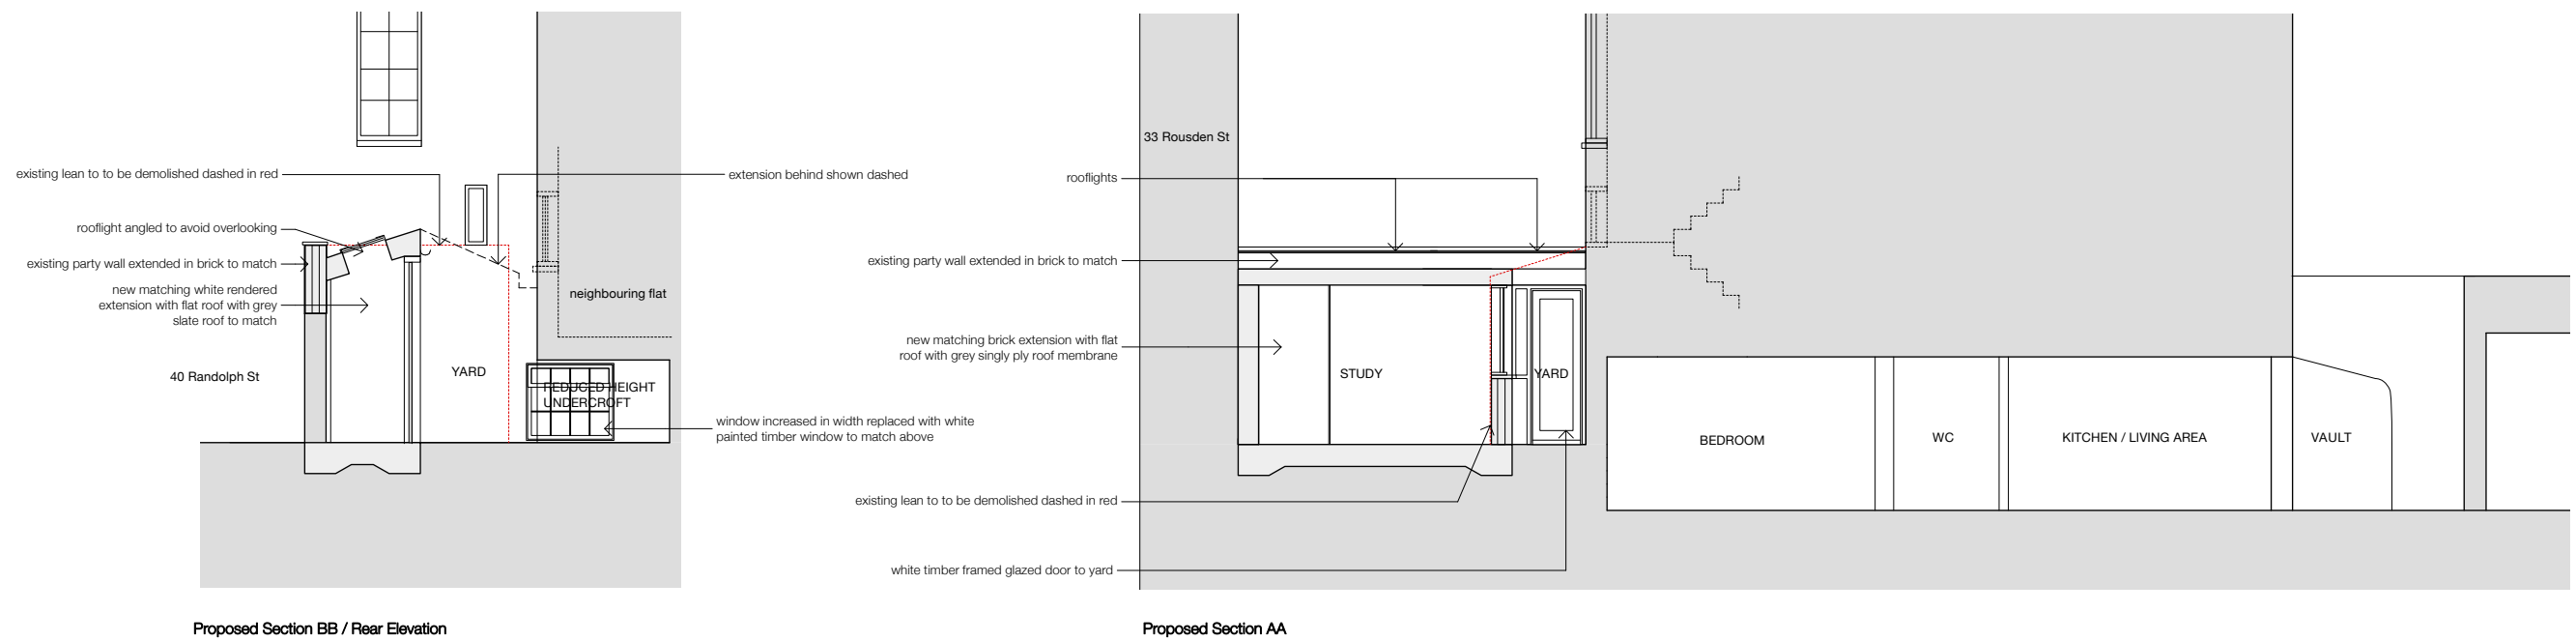 existing lean to to be demolished dashed in red
extension behind shown dashed
rooflight angled to avoid overlooking
existing party wall extended in brick to match
new matching white rendered
extension with flat roof with grey
slate roof to match
neighbouring flat
40 Randolph St
YARD
REDUCED HEIGHT
UNDERCROFT
window increased in width replaced with white
painted timber window to match above
Proposed Section BB / Rear Elevation
33 Rousden St
rooflights
existing party wall extended in brick to match
new matching brick extension with flat
roof with grey singly ply roof membrane
STUDY
YARD
BEDROOM
WC
KITCHEN / LIVING AREA
VAULT
existing lean to to be demolished dashed in red
white timber framed glazed door to yard
Proposed Section AA